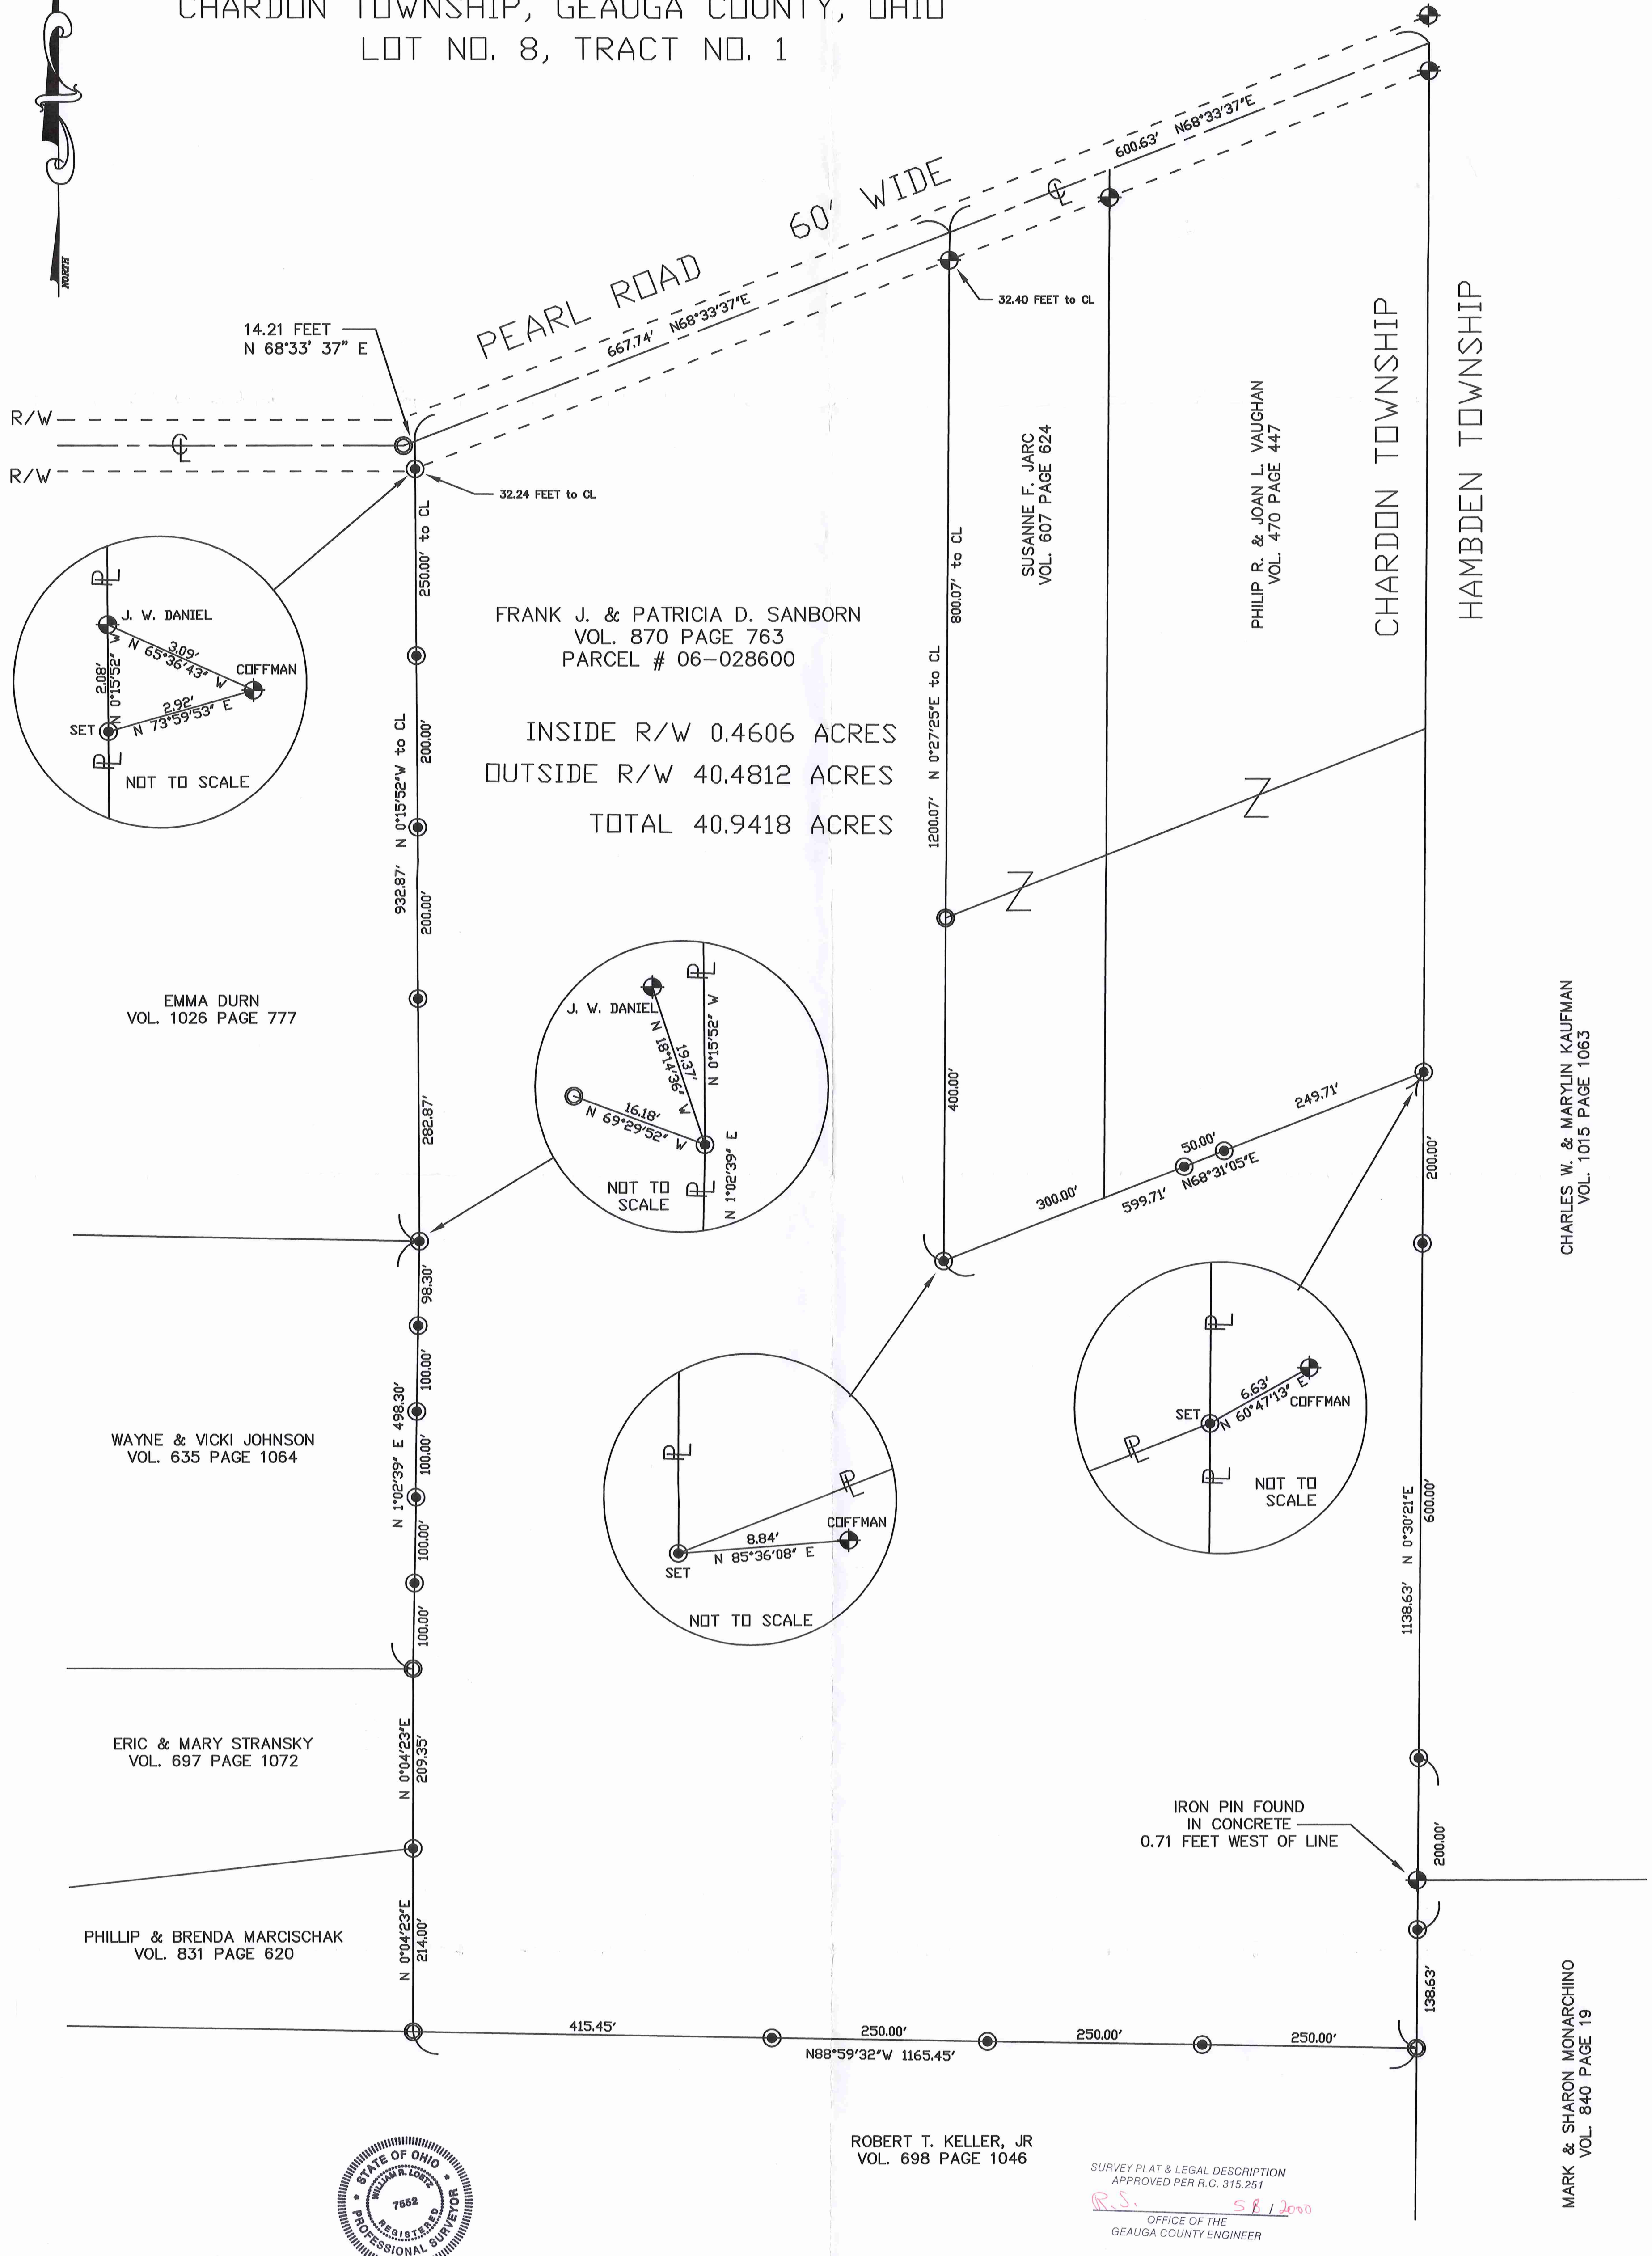 CHARDON TOWNSHIP, GEAUGA COUNTY, OHIO
LOT NO. 8, TRACT NO. 1
NORTH
600.63' N68°33'37"E
60' WIDE
PEARL ROAD
667.74' N68°33'37"E
32.40 FEET to CL
14.21 FEET
N 68°33' 37" E
R/W
R/W
32.24 FEET to CL
CHARDON TOWNSHIP
HAMBDEN TOWNSHIP
SUSANNE F. JARC
VOL. 607 PAGE 624
PHILIP R. & JOAN L. VAUGHAN
VOL. 470 PAGE 447
250.00' to CL
800.07' to CL
FRANK J. & PATRICIA D. SANBORN
VOL. 870 PAGE 763
PARCEL # 06-028600
INSIDE R/W 0.4606 ACRES
OUTSIDE R/W 40.4812 ACRES
TOTAL 40.9418 ACRES
PL
J. W. DANIEL
3.09'
N 65°36'43" W
COFFMAN
2.08'
N 0°15'52" W
2.92'
N 73°59'53" E
SET
PL
NOT TO SCALE
932.87' N 0°15'52"W to CL
200.00'
200.00'
1200.07' N 0°27'25"E to CL
Z
Z
EMMA DURN
VOL. 1026 PAGE 777
282.87'
PL
J. W. DANIEL
19.37'
N 18°14'36" W
N 0°15'52" W
16.18'
N 69°29'52" W
N 1°02'39" E
PL
NOT TO
SCALE
400.00'
249.71'
50.00'
N68°31'05"E
300.00'
599.71'
200.00'
CHARLES W. & MARYLIN KAUFMAN
VOL. 1015 PAGE 1063
98.30'
100.00'
N 1°02'39" E 498.30'
100.00'
100.00'
100.00'
WAYNE & VICKI JOHNSON
VOL. 635 PAGE 1064
PL
PL
COFFMAN
8.84'
N 85°36'08" E
SET
NOT TO SCALE
PL
6.63'
N 60°47'13" E
COFFMAN
SET
PL
PL
NOT TO
SCALE
1138.63' N 0°30'21"E
600.00'
ERIC & MARY STRANSKY
VOL. 697 PAGE 1072
N 0°04'23"E
209.35'
IRON PIN FOUND
IN CONCRETE
0.71 FEET WEST OF LINE
200.00'
PHILLIP & BRENDA MARCISCHAK
VOL. 831 PAGE 620
N 0°04'23"E
214.00'
138.63'
MARK & SHARON MONARCHINO
VOL. 840 PAGE 19
415.45'
250.00'
250.00'
250.00'
N88°59'32"W 1165.45'
ROBERT T. KELLER, JR
VOL. 698 PAGE 1046
STATE OF OHIO
WILLIAM R. LOETZ
7552
REGISTERED
PROFESSIONAL SURVEYOR
SURVEY PLAT & LEGAL DESCRIPTION
APPROVED PER R.C. 315.251
R.S. 5/8/2000
OFFICE OF THE
GEAUGA COUNTY ENGINEER